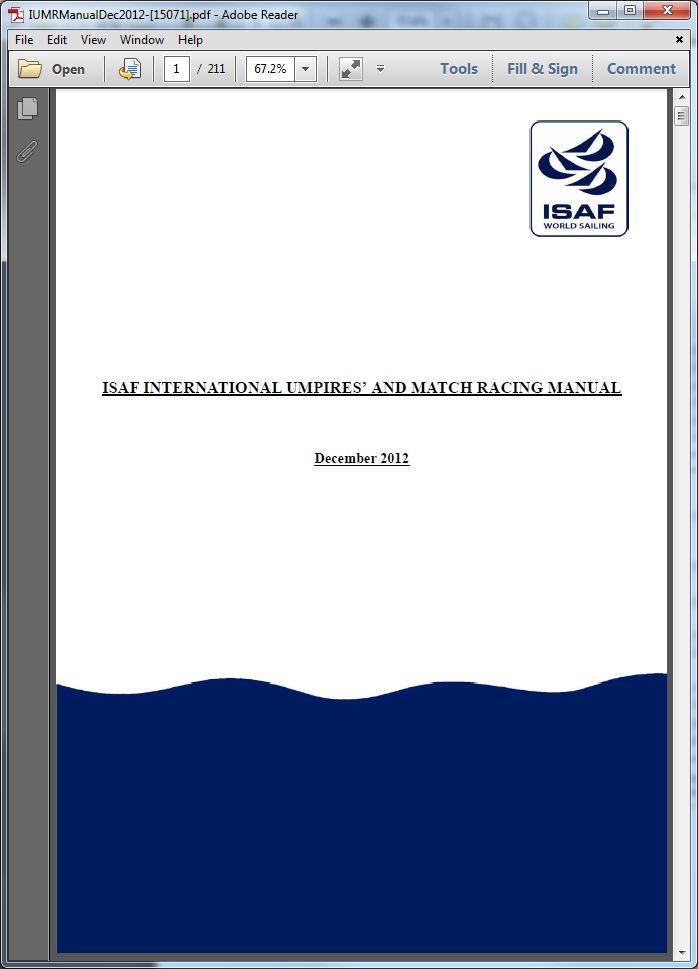 IUMRManualDec2012-[15071].pdf - Adobe Reader
File Edit View Window Help
Open 1 / 211 67.2% Tools Fill & Sign Comment
ISAF
WORLD SAILING
ISAF INTERNATIONAL UMPIRES’ AND MATCH RACING MANUAL
December 2012